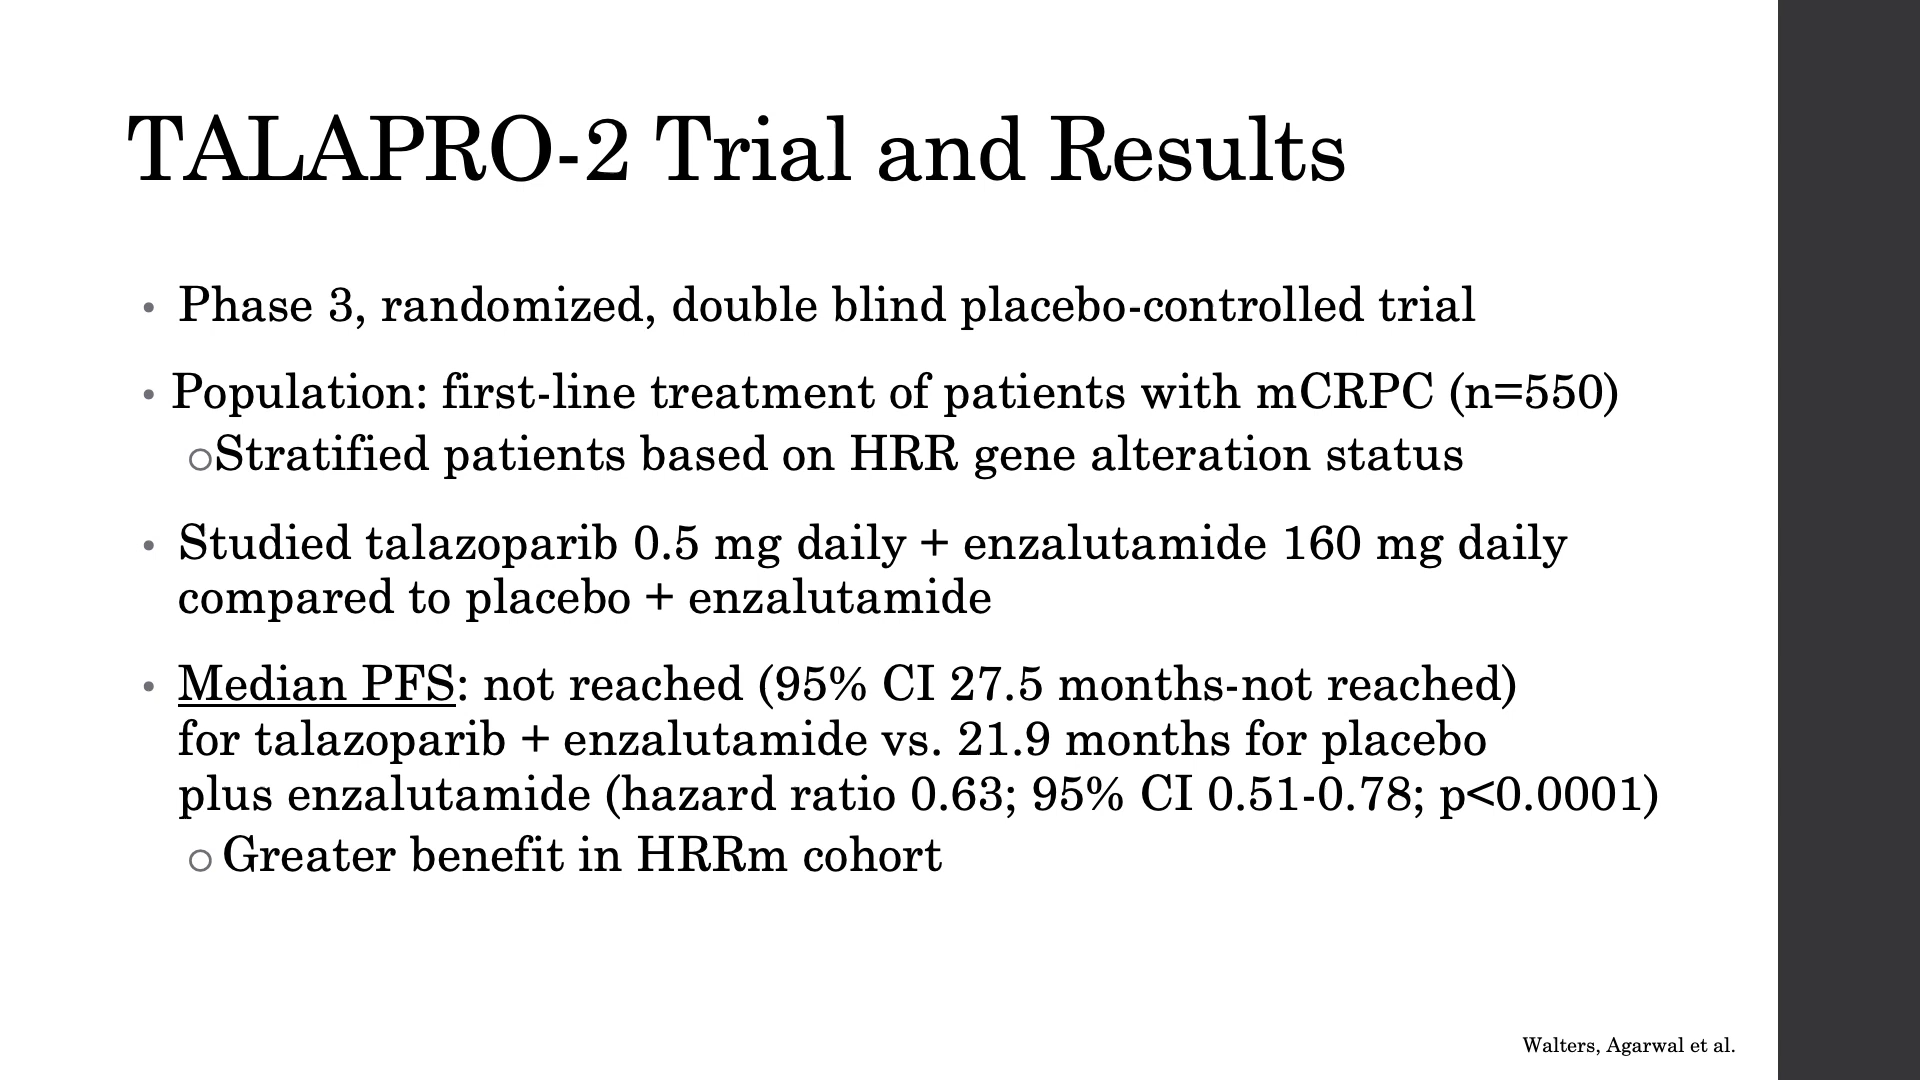 TALAPRO-2 Trial and Results
• Phase 3, randomized, double blind placebo-controlled trial
• Population: first-line treatment of patients with mCRPC (n=550)
○Stratified patients based on HRR gene alteration status
• Studied talazoparib 0.5 mg daily + enzalutamide 160 mg daily
compared to placebo + enzalutamide
• Median PFS: not reached (95% CI 27.5 months-not reached)
for talazoparib + enzalutamide vs. 21.9 months for placebo
plus enzalutamide (hazard ratio 0.63; 95% CI 0.51-0.78; p<0.0001)
○ Greater benefit in HRRm cohort
Walters, Agarwal et al.